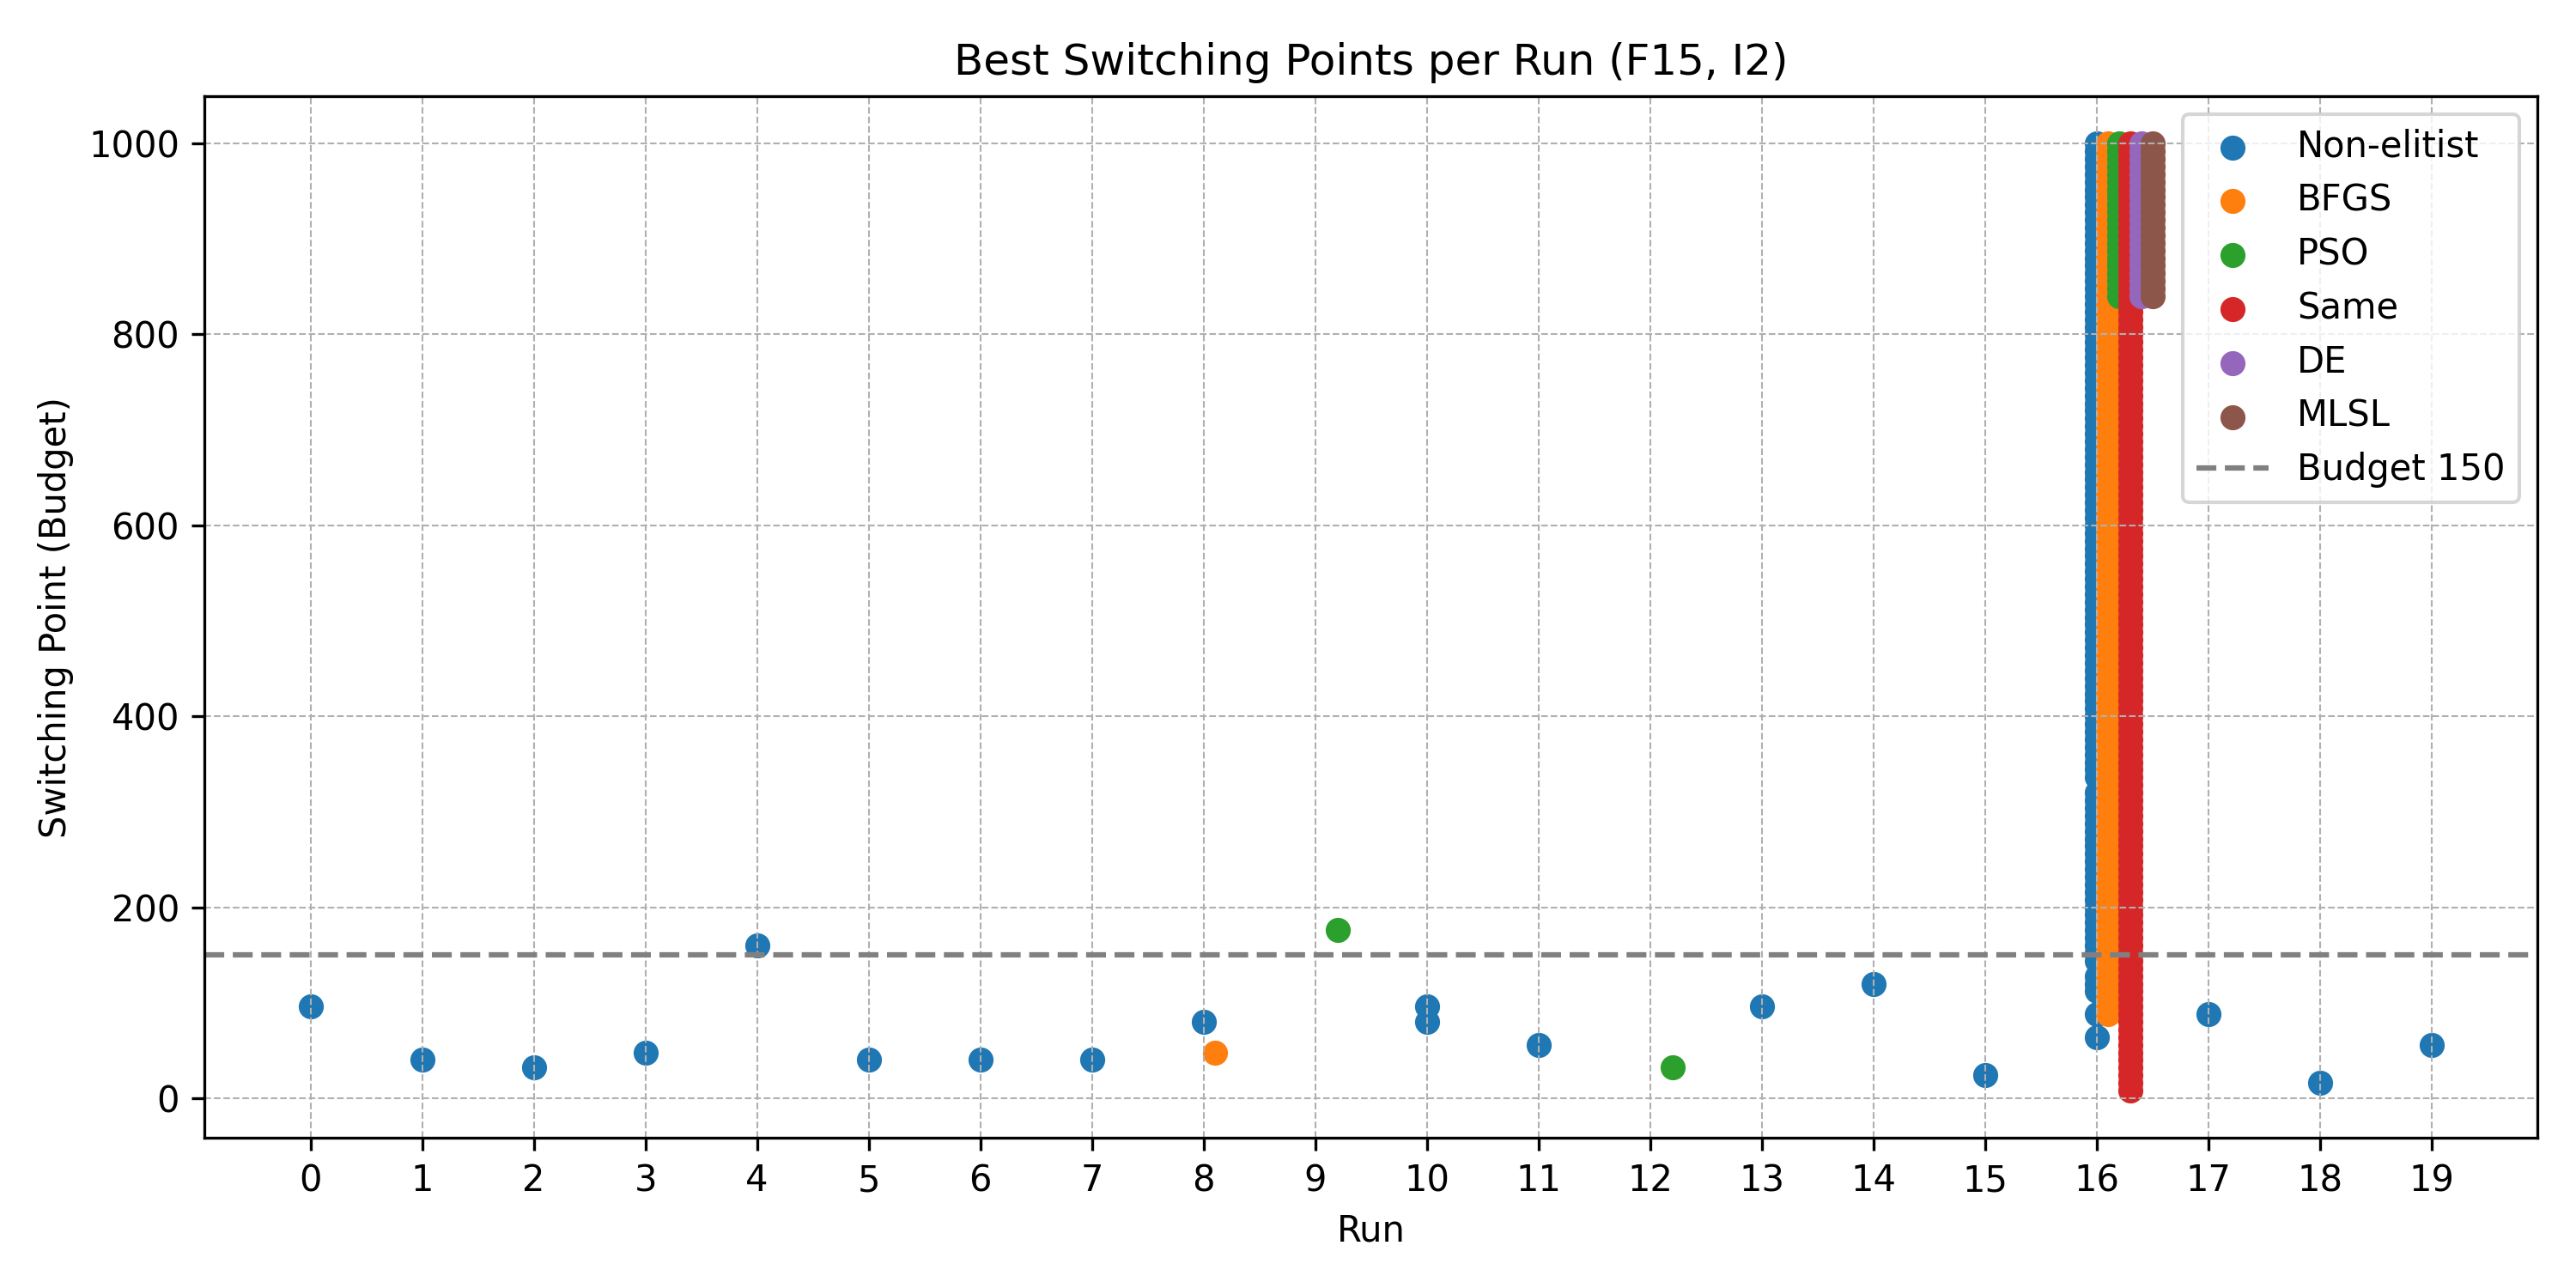 Best Switching Points per Run (F15, I2)
Switching Point (Budget)
1000
800
600
400
200
0
Non-elitist
BFGS
PSO
Same
DE
MLSL
Budget 150
0 1 2 3 4 5 6 7 8 9 10 11 12 13 14 15 16 17 18 19
Run